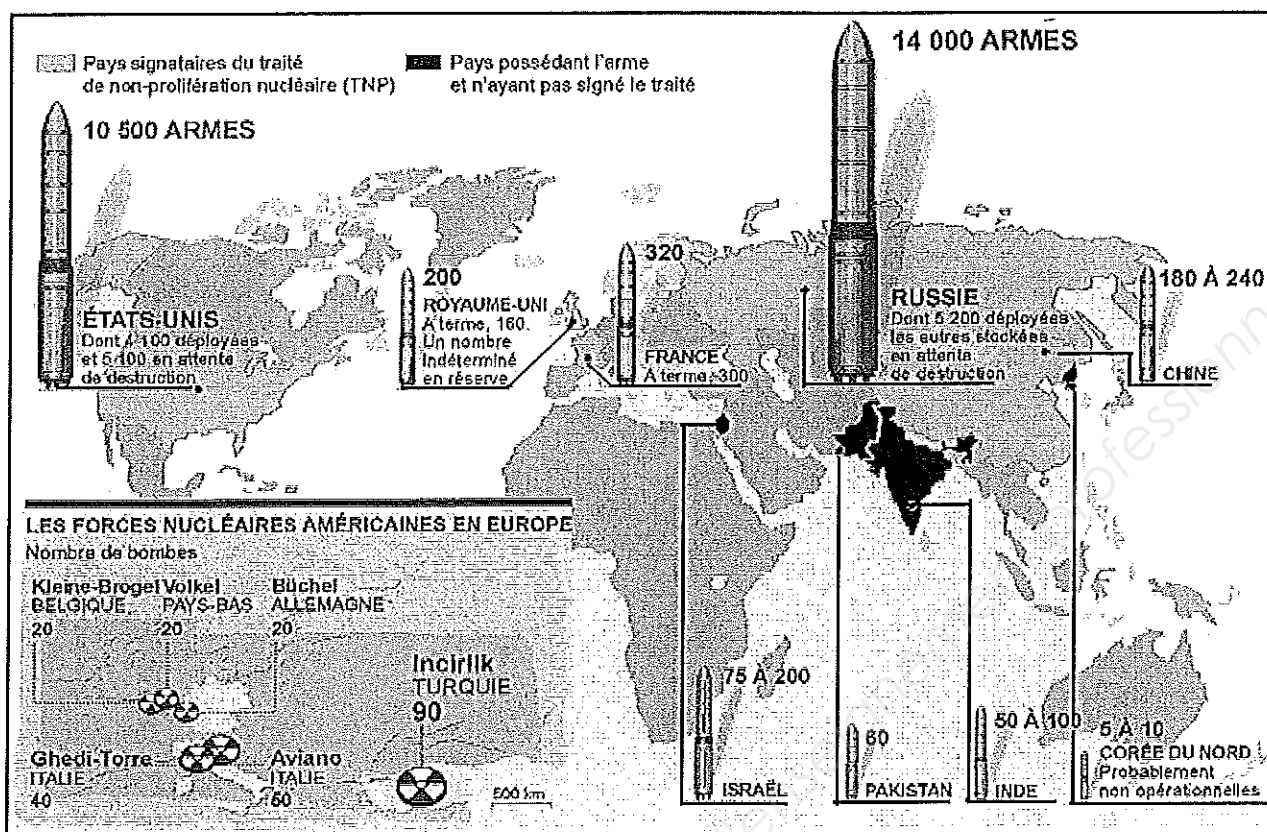 Pays signataires du traité
de non-prolifération nucléaire (TNP)
Pays possédant l'arme
et n'ayant pas signé le traité
14 000 ARMES
10 500 ARMES
ÉTATS-UNIS
Dont 4 100 déployées
et 5 100 en attente
de destruction
200
ROYAUME-UNI
A terme, 160.
Un nombre
indéterminé
en réserve
320
FRANCE
A terme, 300
RUSSIE
Dont 5 200 déployées
les autres stockées
en attente
de destruction
180 À 240
CHINE
LES FORCES NUCLÉAIRES AMÉRICAINES EN EUROPE
Nombre de bombes
Kleine-Brogel
BELGIQUE
20
Volkel
PAYS-BAS
20
Büchel
ALLEMAGNE
20
Incirlik
TURQUIE
90
Ghedi-Torre
ITALIE
40
Aviano
ITALIE
50
500 km
75 À 200
ISRAËL
60
PAKISTAN
50 À 100
INDE
5 À 10
CORÉE DU NORD
Probablement
non opérationnelles